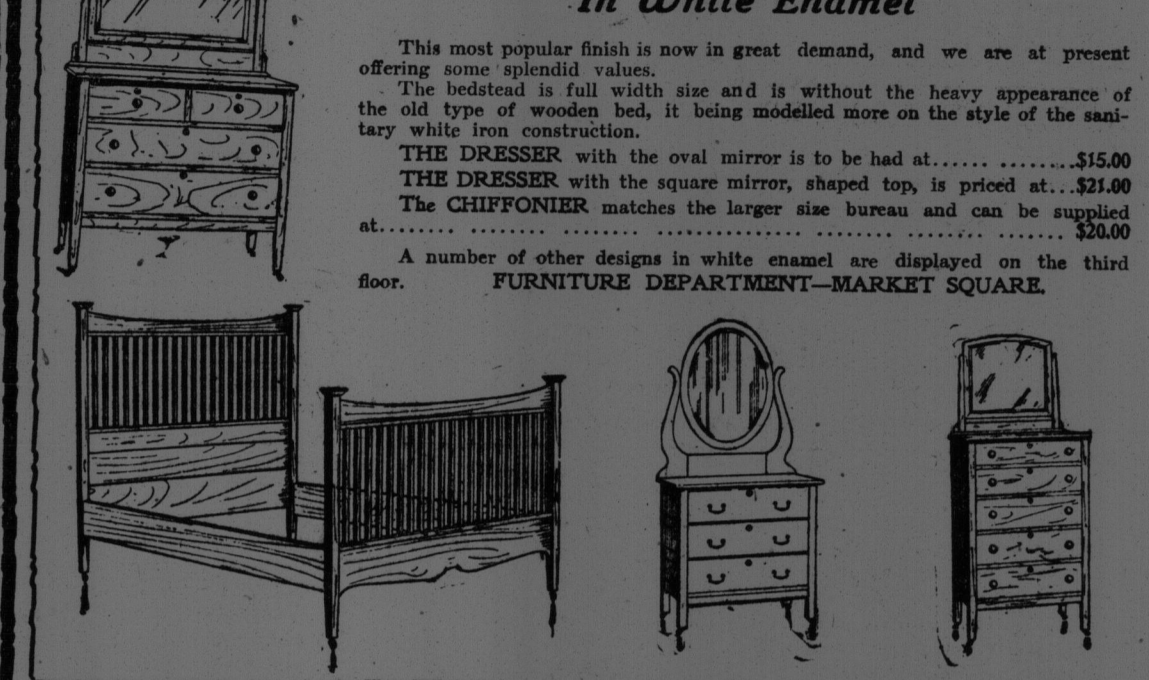 In White Enamel
This most popular finish is now in great demand, and we are at present
offering some splendid values.
The bedstead is full width size and is without the heavy appearance of
the old type of wooden bed, it being modelled more on the style of the sani-
tary white iron construction.
THE DRESSER with the oval mirror is to be had at...... ........$15.00
THE DRESSER with the square mirror, shaped top, is priced at...$21.00
The CHIFFONIER matches the larger size bureau and can be supplied
at........ ........ ........ ............... ........ ........ ....... $20.00
A number of other designs in white enamel are displayed on the third
floor. FURNITURE DEPARTMENT—MARKET SQUARE.